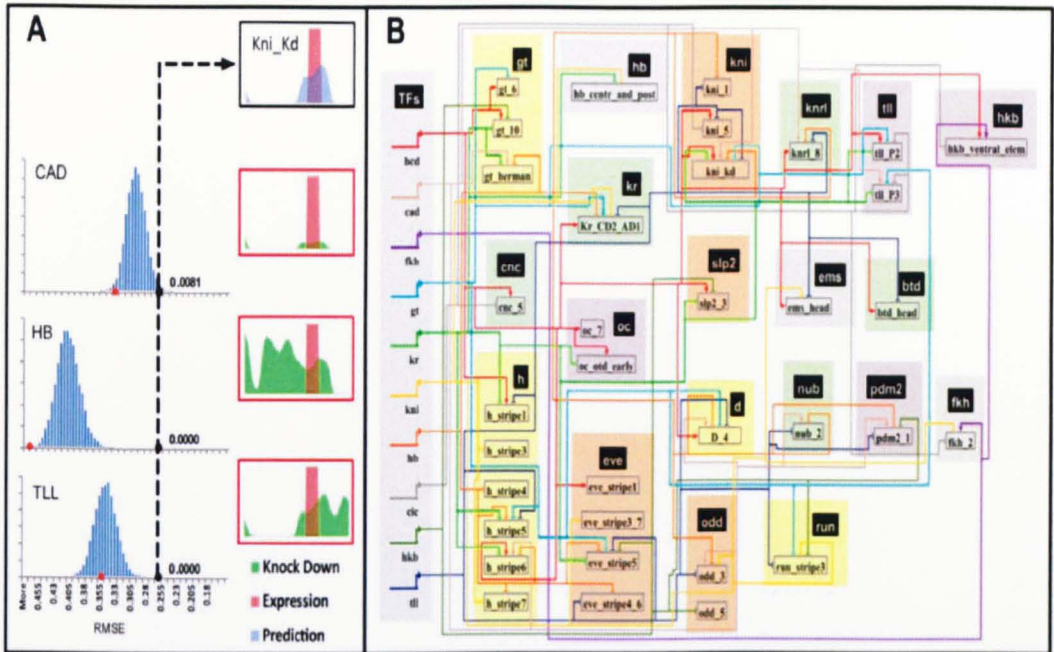 A
Kni_Kd
CAD
0.0081
HB
0.0000
TLL
0.0000
More
0.455
0.43
0.405
0.38
0.355
0.33
0.305
0.28
0.255
0.23
0.205
0.18
RMSE
Knock Down
Expression
Prediction
B
TFs
bcd
cad
fkh
gt
kr
kni
hb
cic
hkb
tll
gt
gt_6
gt_10
gt_berman
hb
hb_centr_and_post
kni
kni_1
kni_5
kni_kd
knrl
knrl_8
tll
tll_P2
tll_P3
hkb
hkb_ventral_elem
kr
Kr_CD2_AD1
cnc
cnc_5
slp2
slp2_3
ems
ems_head
btd
btd_head
oc
oc_7
oc_otd_early
h
h_stripe1
h_stripe3
h_stripe4
h_stripe5
h_stripe6
h_stripe7
eve
eve_stripe1
eve_stripe3_7
eve_stripe5
eve_stripe4_6
d
D_4
nub
nub_2
pdm2
pdm2_1
fkh
fkh_2
odd
odd_3
odd_5
run
run_stripe3